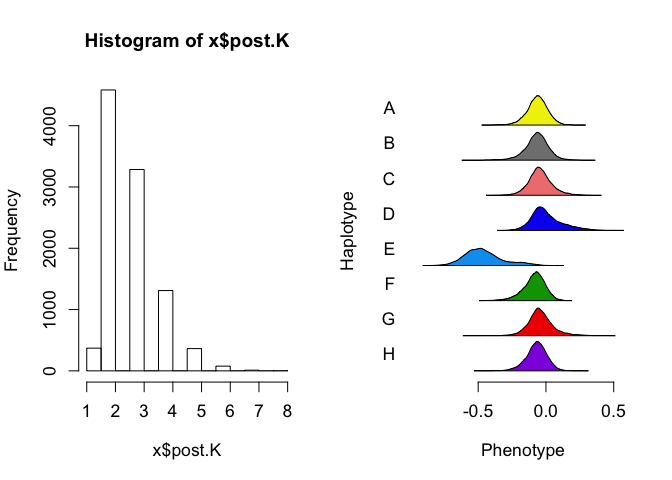 Histogram of x$post.K
Frequency
0
1000
2000
3000
4000
1 2 3 4 5 6 7 8
x$post.K
Haplotype
A
B
C
D
E
F
G
H
-0.5 0.0 0.5
Phenotype